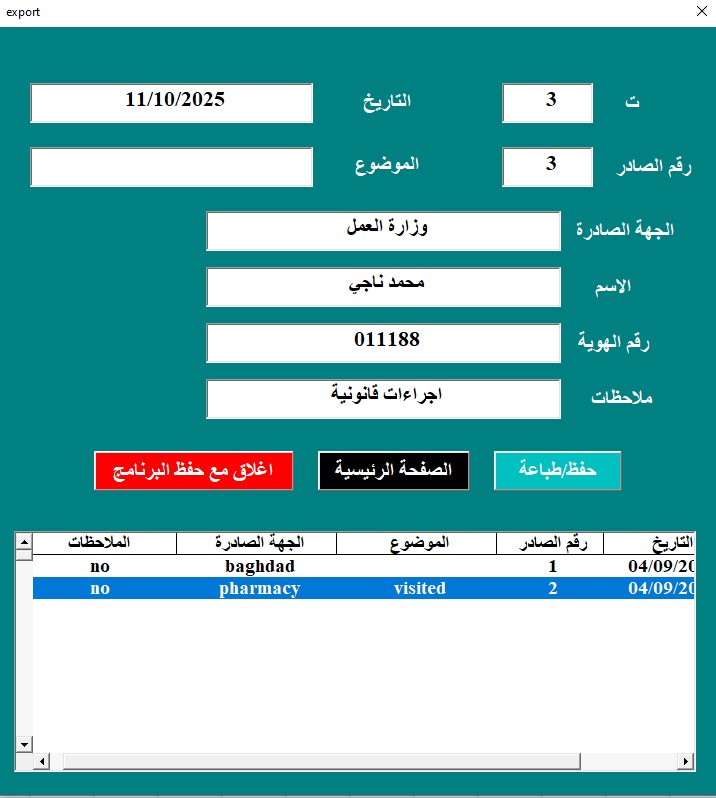 export
ت 3 التاريخ 11/10/2025
رقم الصادر 3 الموضوع
الجهة الصادرة وزارة العمل
الاسم محمد ناجي
رقم الهوية 011188
ملاحظات اجراءات قانونية
حفظ/طباعة الصفحة الرئيسية اغلاق مع حفظ البرنامج
التاريخ رقم الصادر الموضوع الجهة الصادرة الملاحظات
04/09/20 1 baghdad no
04/09/20 2 visited pharmacy no